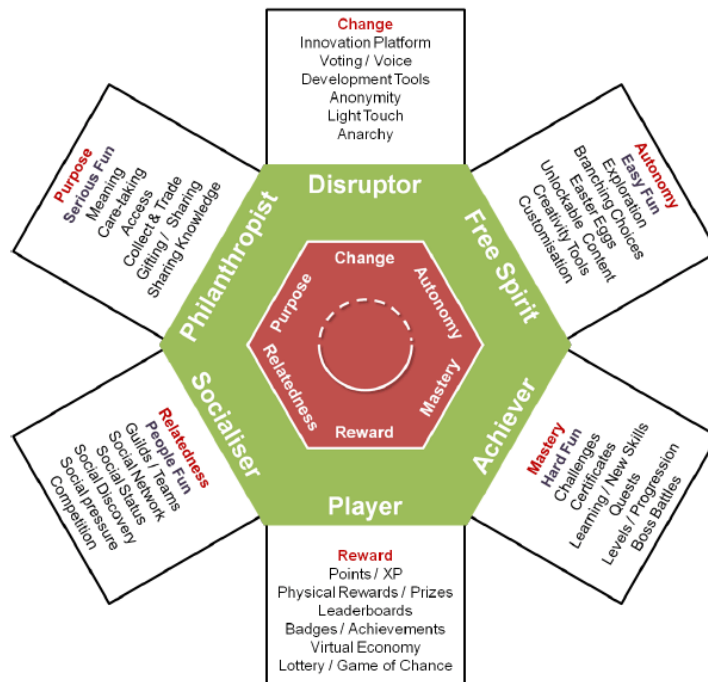 Change
Innovation Platform
Voting / Voice
Development Tools
Anonymity
Light Touch
Anarchy
Purpose
Serious Fun
Meaning
Care-taking
Access
Collect & Trade
Gifting / Sharing
Sharing Knowledge
Autonomy
Easy Fun
Exploration
Branching Choices
Easter Eggs
Unlockable Content
Creativity Tools
Customisation
Disruptor
Philanthropist
Free Spirit
Change
Purpose
Autonomy
Relatedness
Mastery
Reward
Socialiser
Achiever
Player
Relatedness
People Fun
Guilds / Teams
Social Network
Social Status
Social Discovery
Social pressure
Competition
Mastery
Hard Fun
Challenges
Certificates
Learning / New Skills
Quests
Levels / Progression
Boss Battles
Reward
Points / XP
Physical Rewards / Prizes
Leaderboards
Badges / Achievements
Virtual Economy
Lottery / Game of Chance